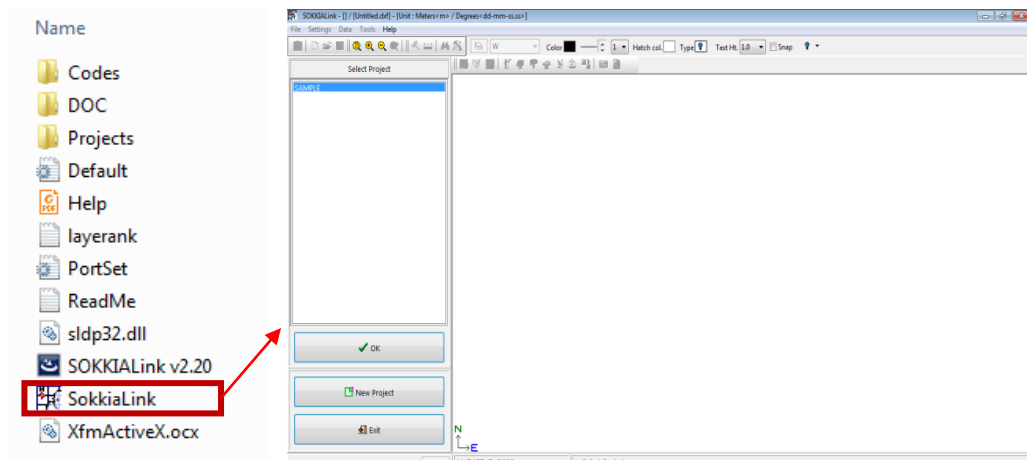 Name
Codes
DOC
Projects
Default
Help
layerank
PortSet
ReadMe
sldp32.dll
SOKKIALink v2.20
SokkiaLink
XfmActiveX.ocx
SOKKIALink - [] / [Untitled.dxf] - [Unit : Meters<m> / Degrees<dd-mm-ss.ss>]
File Settings Data Tools Help
W Color 1 Hatch col. Type Text Ht. 1.0 Snap
Select Project
SAMPLE
OK
New Project
Exit
N
E